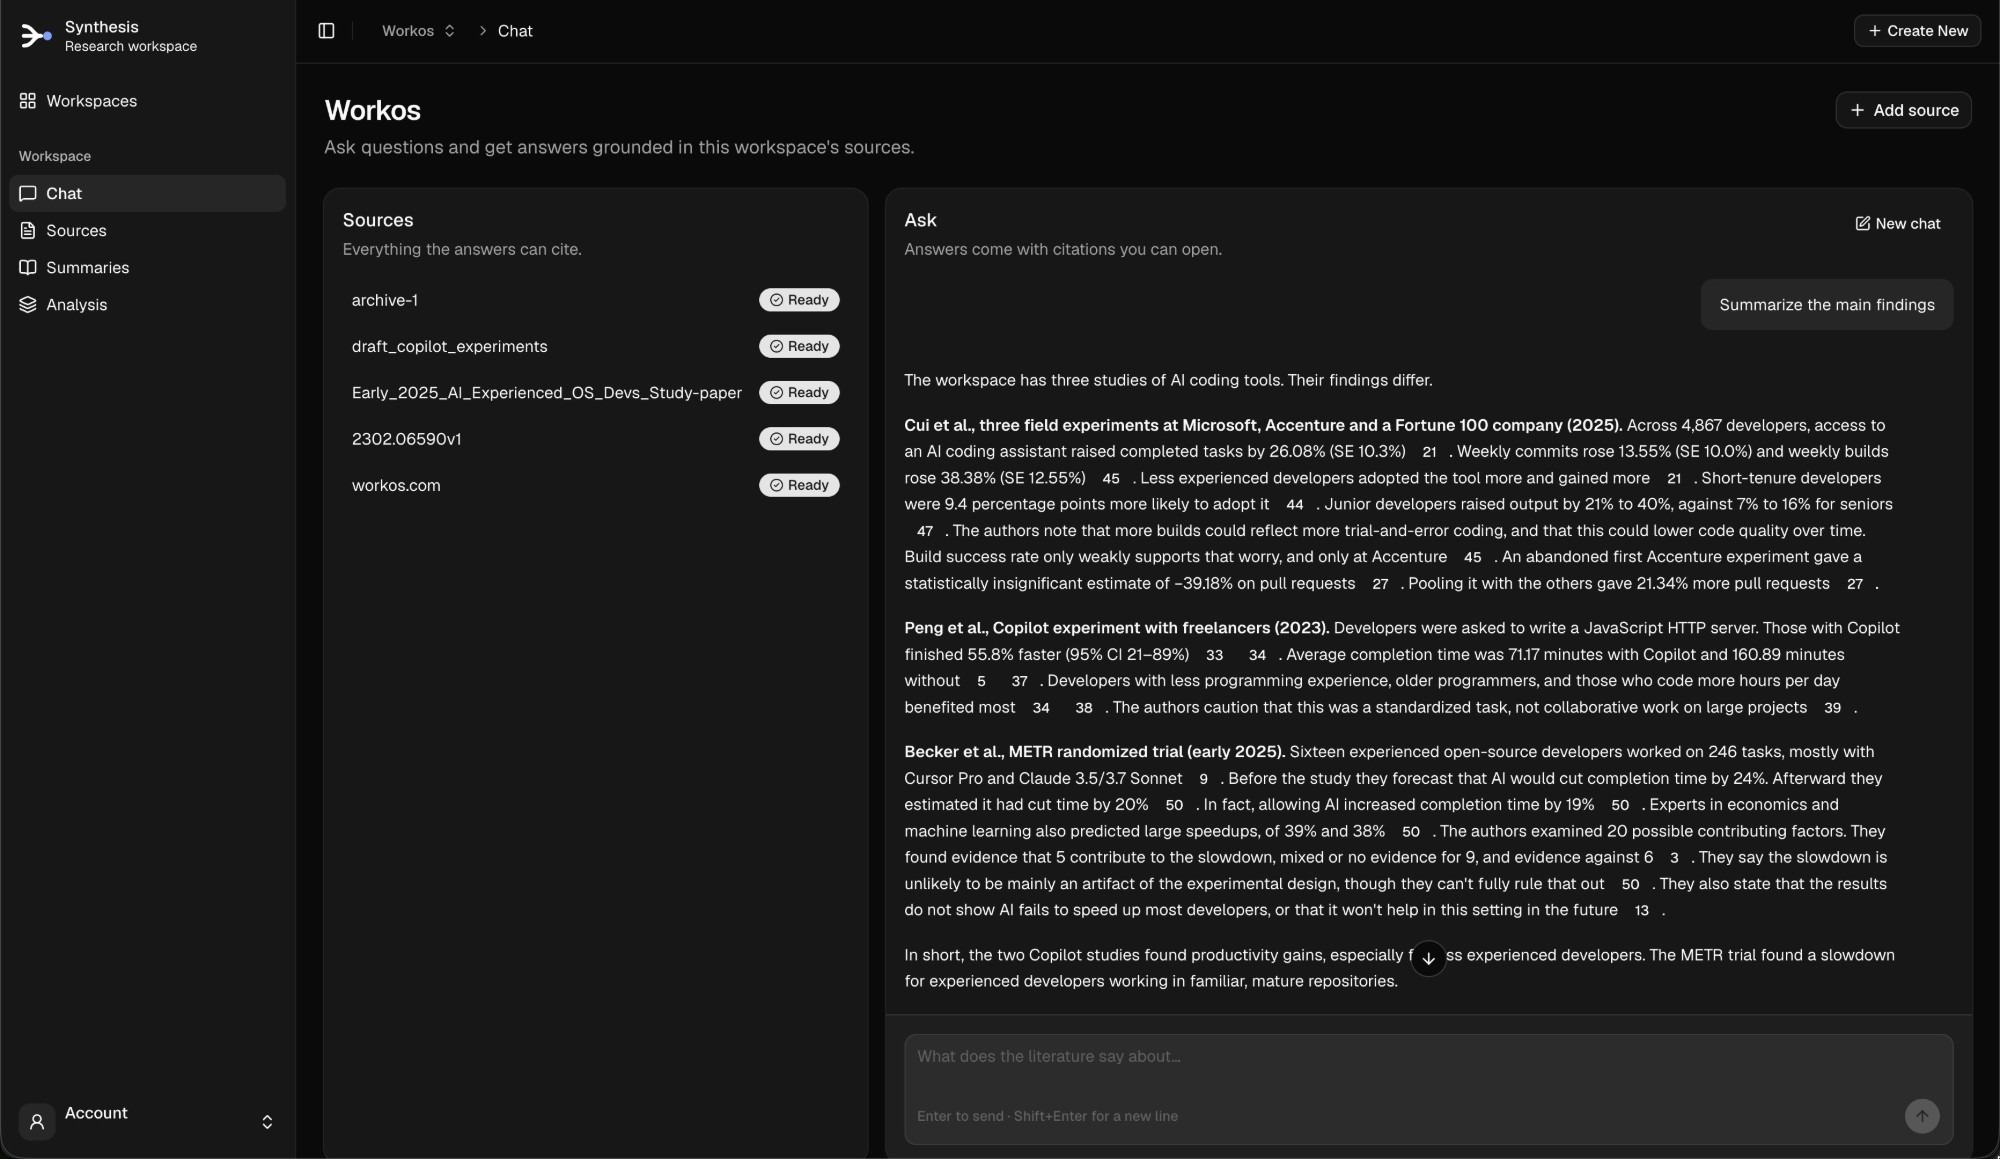 Synthesis
Research workspace
Workspaces
Workspace
Chat
Sources
Summaries
Analysis
Account
Workos
Chat
Create New
Workos
Ask questions and get answers grounded in this workspace's sources.
Add source
Sources
Everything the answers can cite.
archive-1 Ready
draft_copilot_experiments Ready
Early_2025_AI_Experienced_OS_Devs_Study-paper Ready
2302.06590v1 Ready
workos.com Ready
Ask
Answers come with citations you can open.
New chat
Summarize the main findings
The workspace has three studies of AI coding tools. Their findings differ.
Cui et al., three field experiments at Microsoft, Accenture and a Fortune 100 company (2025). Across 4,867 developers, access to
an AI coding assistant raised completed tasks by 26.08% (SE 10.3%) 21 . Weekly commits rose 13.55% (SE 10.0%) and weekly builds
rose 38.38% (SE 12.55%) 45 . Less experienced developers adopted the tool more and gained more 21 . Short-tenure developers
were 9.4 percentage points more likely to adopt it 44 . Junior developers raised output by 21% to 40%, against 7% to 16% for seniors
47 . The authors note that more builds could reflect more trial-and-error coding, and that this could lower code quality over time.
Build success rate only weakly supports that worry, and only at Accenture 45 . An abandoned first Accenture experiment gave a
statistically insignificant estimate of −39.18% on pull requests 27 . Pooling it with the others gave 21.34% more pull requests 27 .
Peng et al., Copilot experiment with freelancers (2023). Developers were asked to write a JavaScript HTTP server. Those with Copilot
finished 55.8% faster (95% CI 21–89%) 33 34 . Average completion time was 71.17 minutes with Copilot and 160.89 minutes
without 5 37 . Developers with less programming experience, older programmers, and those who code more hours per day
benefited most 34 38 . The authors caution that this was a standardized task, not collaborative work on large projects 39 .
Becker et al., METR randomized trial (early 2025). Sixteen experienced open-source developers worked on 246 tasks, mostly with
Cursor Pro and Claude 3.5/3.7 Sonnet 9 . Before the study they forecast that AI would cut completion time by 24%. Afterward they
estimated it had cut time by 20% 50 . In fact, allowing AI increased completion time by 19% 50 . Experts in economics and
machine learning also predicted large speedups, of 39% and 38% 50 . The authors examined 20 possible contributing factors. They
found evidence that 5 contribute to the slowdown, mixed or no evidence for 9, and evidence against 6 3 . They say the slowdown is
unlikely to be mainly an artifact of the experimental design, though they can't fully rule that out 50 . They also state that the results
do not show AI fails to speed up most developers, or that it won't help in this setting in the future 13 .
In short, the two Copilot studies found productivity gains, especially experienced developers. The METR trial found a slowdown
for experienced developers working in familiar, mature repositories.
What does the literature say about...
Enter to send · Shift+Enter for a new line